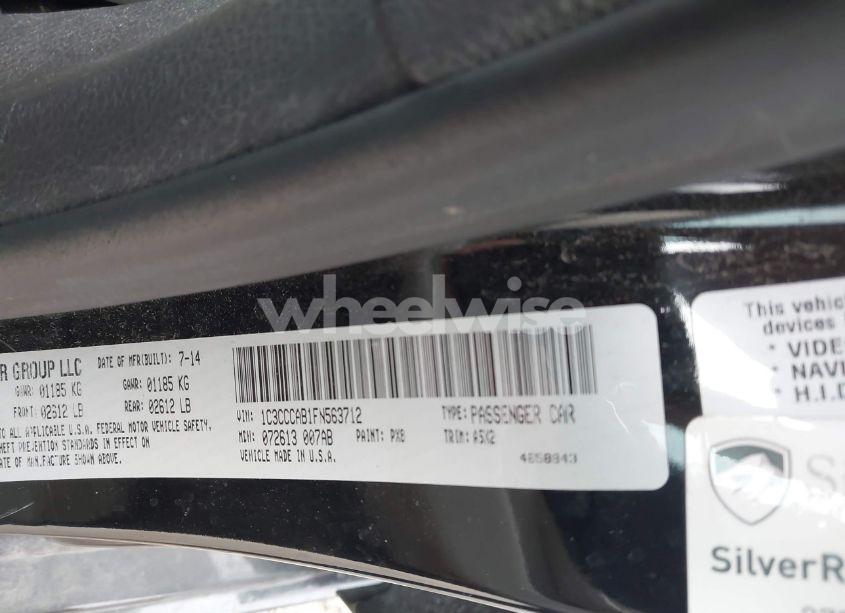 wheelwise
R GROUP LLC
DATE OF MFR(BUILT): 7-14
GAWR: 01185 KG
GAWR: 01185 KG
FRONT: 02612 LB
REAR: 02612 LB
TO ALL APPLICABLE U.S.A. FEDERAL MOTOR VEHICLE SAFETY,
THEFT PREVENTION STANDARDS IN EFFECT ON
DATE OF MANUFACTURE SHOWN ABOVE.
VIN: 1C3CCCAB1FN563712
TYPE: PASSENGER CAR
MDH: 072613 007AB
PAINT: PX8
TRIM: A5X2
VEHICLE MADE IN U.S.A.
This vehic
devices
* VIDE
* NAVI
* H.I.D
S
SilverR